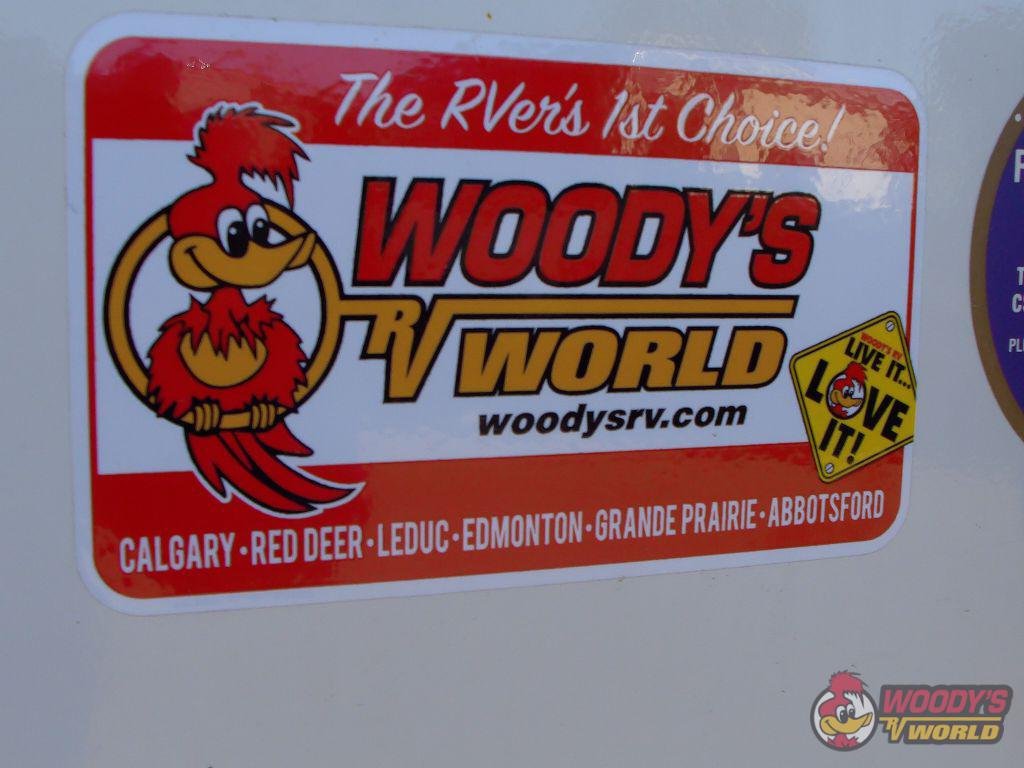 The RVer's 1st Choice!
WOODY'S
RV WORLD
woodysrv.com
WOODY'S RV
LIVE IT...
LOVE
IT!
CALGARY•RED DEER•LEDUC•EDMONTON•GRANDE PRAIRIE•ABBOTSFORD
WOODY'S
RV WORLD